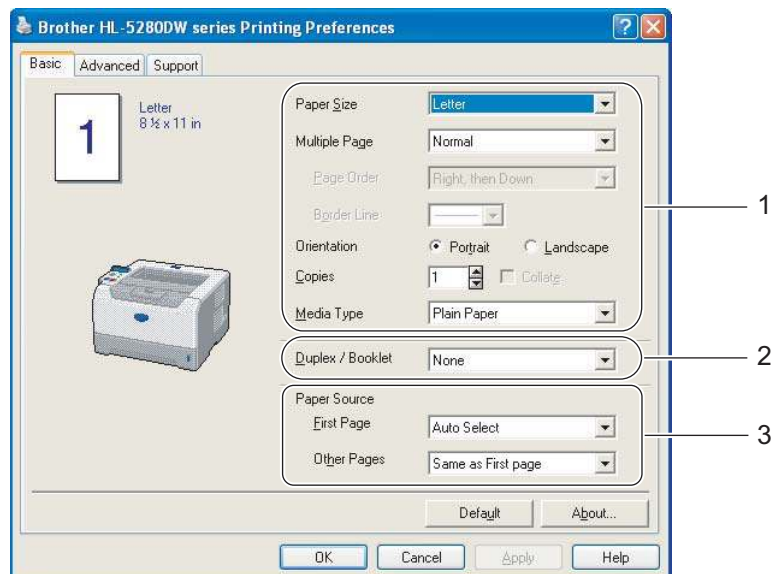 Brother HL-5280DW series Printing Preferences
Basic Advanced Support
1
Letter
8 ½ x 11 in
Paper Size Letter
Multiple Page Normal
Page Order Right, then Down
Border Line
Orientation Portrait Landscape
Copies 1 Collate
Media Type Plain Paper
1
Duplex / Booklet None
2
Paper Source
First Page Auto Select
Other Pages Same as First page
3
Default About...
OK Cancel Apply Help